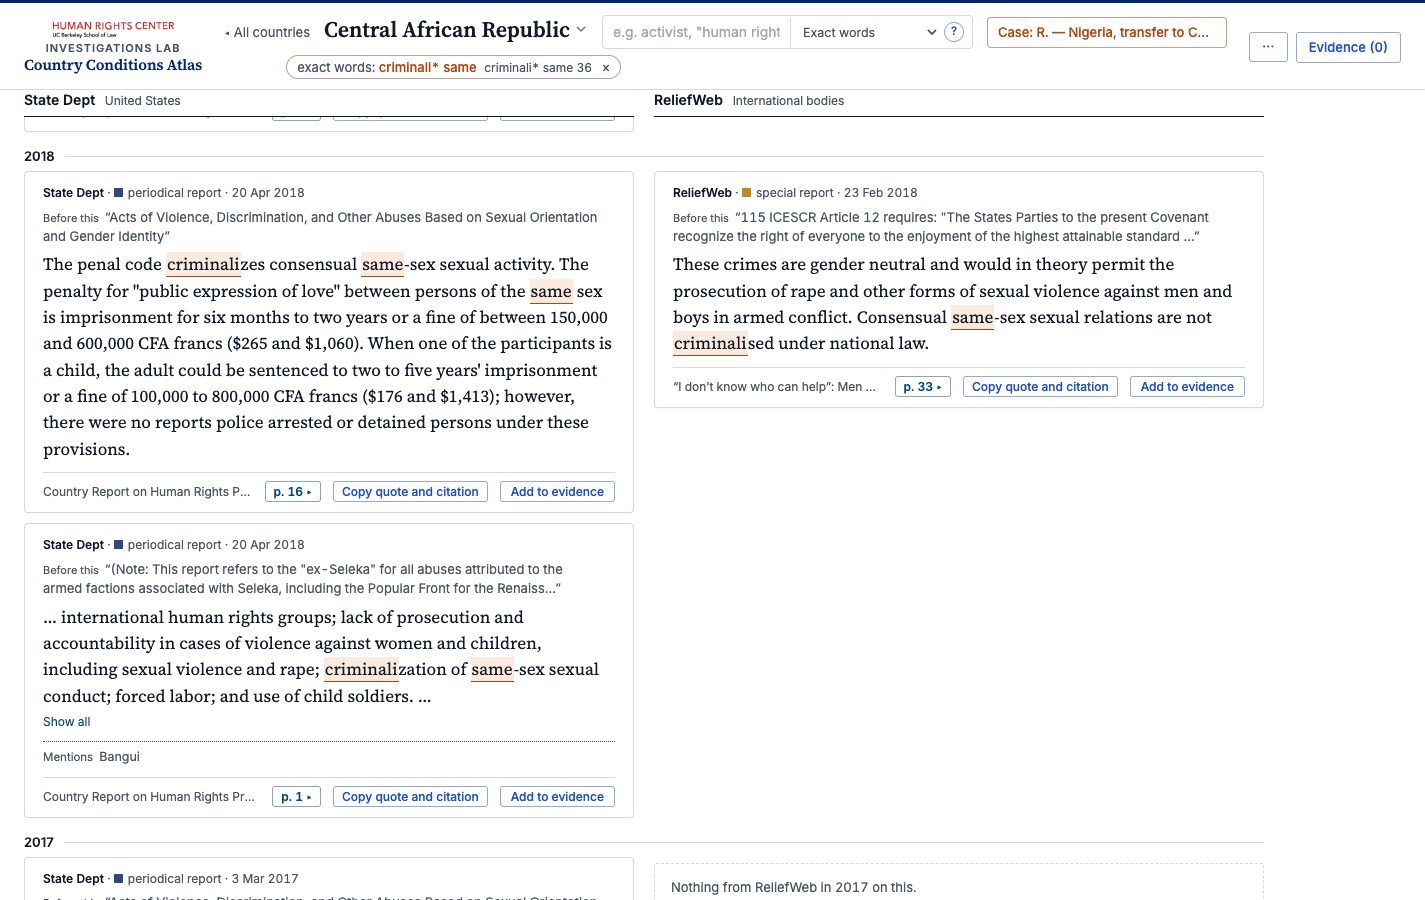 HUMAN RIGHTS CENTER
UC Berkeley School of Law
INVESTIGATIONS LAB
Country Conditions Atlas
◂ All countries
Central African Republic
e.g. activist, "human right
Exact words
?
Case: R. — Nigeria, transfer to C...
···
Evidence (0)
exact words: criminali* same criminali* same 36 ×
State Dept United States
ReliefWeb International bodies
2018
State Dept · periodical report · 20 Apr 2018
Before this “Acts of Violence, Discrimination, and Other Abuses Based on Sexual Orientation
and Gender Identity”
The penal code criminalizes consensual same-sex sexual activity. The
penalty for "public expression of love" between persons of the same sex
is imprisonment for six months to two years or a fine of between 150,000
and 600,000 CFA francs ($265 and $1,060). When one of the participants is
a child, the adult could be sentenced to two to five years' imprisonment
or a fine of 100,000 to 800,000 CFA francs ($176 and $1,413); however,
there were no reports police arrested or detained persons under these
provisions.
Country Report on Human Rights P... p. 16 ▸ Copy quote and citation Add to evidence
ReliefWeb · special report · 23 Feb 2018
Before this “115 ICESCR Article 12 requires: "The States Parties to the present Covenant
recognize the right of everyone to the enjoyment of the highest attainable standard ...”
These crimes are gender neutral and would in theory permit the
prosecution of rape and other forms of sexual violence against men and
boys in armed conflict. Consensual same-sex sexual relations are not
criminalised under national law.
“I don’t know who can help”: Men ... p. 33 ▸ Copy quote and citation Add to evidence
State Dept · periodical report · 20 Apr 2018
Before this “(Note: This report refers to the "ex-Seleka" for all abuses attributed to the
armed factions associated with Seleka, including the Popular Front for the Renaiss...”
... international human rights groups; lack of prosecution and
accountability in cases of violence against women and children,
including sexual violence and rape; criminalization of same-sex sexual
conduct; forced labor; and use of child soldiers. ...
Show all
Mentions Bangui
Country Report on Human Rights Pr... p. 1 ▸ Copy quote and citation Add to evidence
2017
State Dept · periodical report · 3 Mar 2017
Nothing from ReliefWeb in 2017 on this.